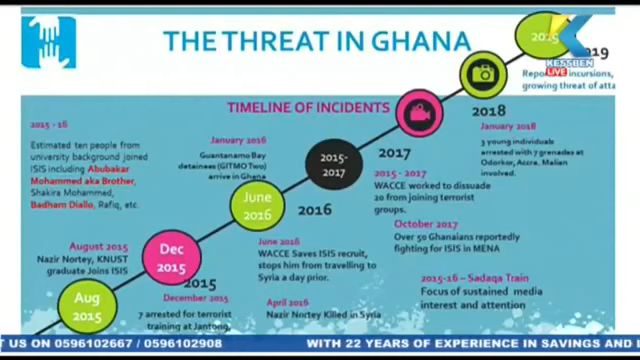 THE THREAT IN GHANA
TIMELINE OF INCIDENTS
2015 - 16
Estimated ten people from
university background joined
ISIS including Abubakar
Mohammed aka Brother,
Shakira Mohammed,
Badham Diallo, Rafiq, etc.
August 2015
Nazir Nortey, KNUST
graduate Joins ISIS
Aug
2015
Dec
2015
2015
December 2015
7 arrested for terrorist
training at Jantong,
January 2016
Guantanamo Bay
detainees (GITMO Two)
arrive in Ghana
June
2016
2016
June 2016
WACCE Saves ISIS recruit,
stops him from travelling to
Syria a day prior.
April 2016
Nazir Nortey Killed in Syria
2015-
2017
2017
2015 - 2017
WACCE worked to dissuade
20 from joining terrorist
groups.
October 2017
Over 50 Ghanaians reportedly
fighting for ISIS in MENA
2015-16 – Sadaqa Train
Focus of sustained media
interest and attention
2018
January 2018
3 young individuals
arrested with 7 grenades at
Odorkor, Accra. Malian
involved.
2019
incursions,
growing threat of atta
KESSBEN
LIVE
T US ON 0596102667 / 0596102908
WITH 22 YEARS OF EXPERIENCE IN SAVINGS AND